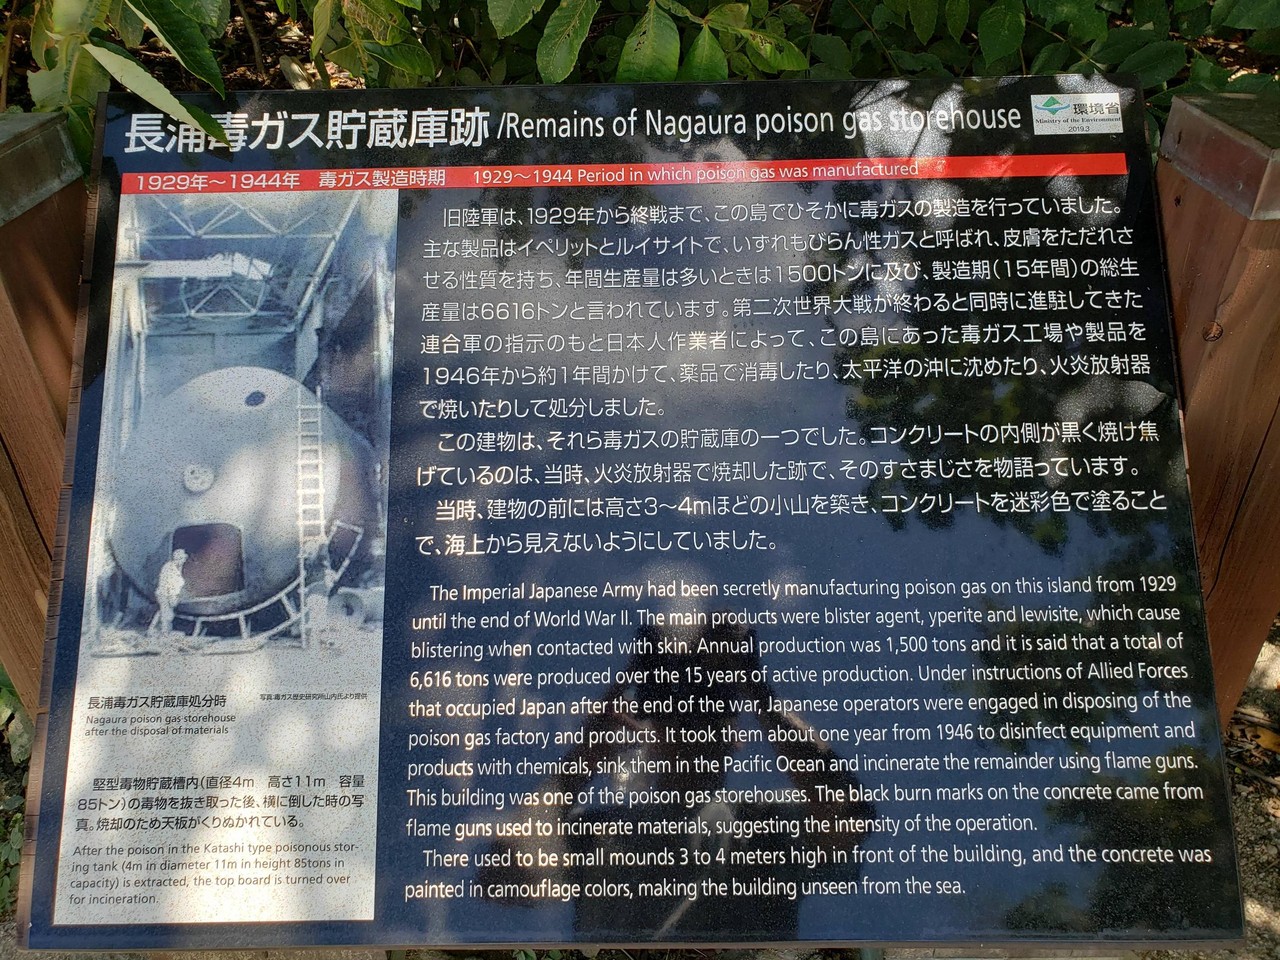 長浦毒ガス貯蔵庫跡/Remains of Nagaura poison gas storehouse
環境省
Ministry of the Environment
2019.3
1929年～1944年 毒ガス製造時期 1929～1944 Period in which poison gas was manufactured
旧陸軍は、1929年から終戦まで、この島でひそかに毒ガスの製造を行っていました。
主な製品はイペリットとルイサイトで、いずれもびらん性ガスと呼ばれ、皮膚をただれさ
せる性質を持ち、年間生産量は多いときは1500トンに及び、製造期(15年間)の総生
産量は6616トンと言われています。第二次世界大戦が終わると同時に進駐してきた
連合軍の指示のもと日本人作業者によって、この島にあった毒ガス工場や製品を
1946年から約1年間かけて、薬品で消毒したり、太平洋の沖に沈めたり、火炎放射器
で焼いたりして処分しました。
この建物は、それら毒ガスの貯蔵庫の一つでした。コンクリートの内側が黒く焼け焦
げているのは、当時、火炎放射器で焼却した跡で、そのすさまじさを物語っています。
当時、建物の前には高さ3～4mほどの小山を築き、コンクリートを迷彩色で塗ること
で、海上から見えないようにしていました。
The Imperial Japanese Army had been secretly manufacturing poison gas on this island from 1929
until the end of World War II. The main products were blister agent, yperite and lewisite, which cause
blistering when contacted with skin. Annual production was 1,500 tons and it is said that a total of
6,616 tons were produced over the 15 years of active production. Under instructions of Allied Forces
that occupied Japan after the end of the war, Japanese operators were engaged in disposing of the
poison gas factory and products. It took them about one year from 1946 to disinfect equipment and
products with chemicals, sink them in the Pacific Ocean and incinerate the remainder using flame guns.
This building was one of the poison gas storehouses. The black burn marks on the concrete came from
flame guns used to incinerate materials, suggesting the intensity of the operation.
There used to be small mounds 3 to 4 meters high in front of the building, and the concrete was
painted in camouflage colors, making the building unseen from the sea.
長浦毒ガス貯蔵庫処分時 写真:毒ガス歴史研究所山内氏より提供
Nagaura poison gas storehouse
after the disposal of materials
堅型毒物貯蔵槽内(直径4m 高さ11m 容量
85トン)の毒物を抜き取った後、横に倒した時の写
真。焼却のため天板がくりぬかれている。
After the poison in the Katashi type poisonous stor-
ing tank (4m in diameter 11m in height 85tons in
capacity) is extracted, the top board is turned over
for incineration.